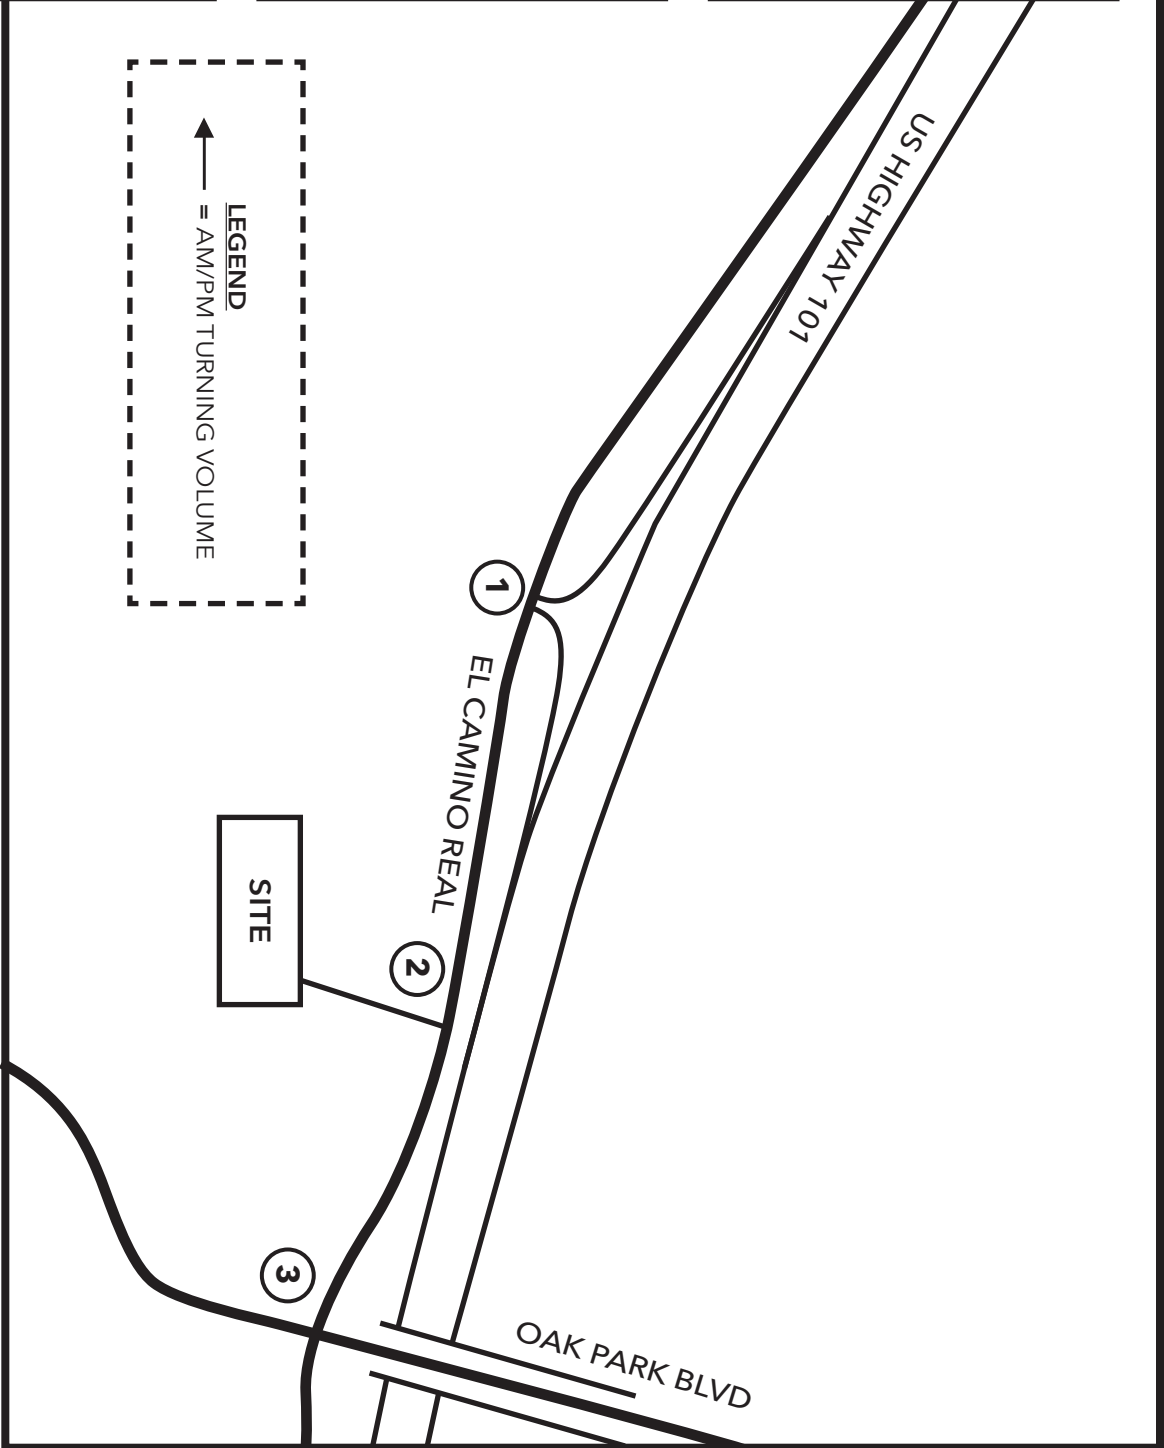 US HIGHWAY 101
LEGEND
= AM/PM TURNING VOLUME
1
EL CAMINO REAL
2
SITE
3
OAK PARK BLVD